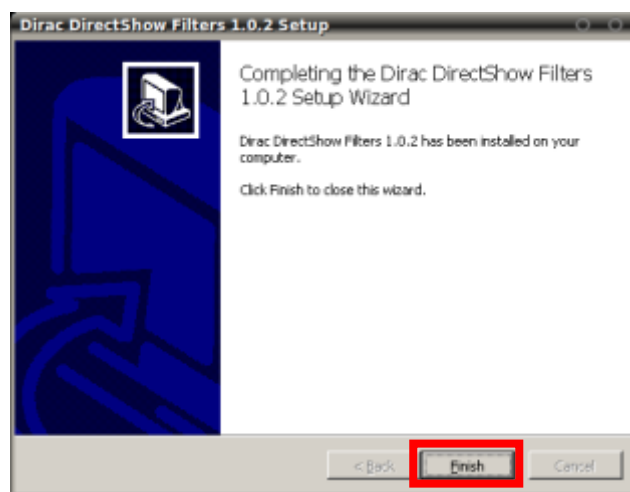 Dirac DirectShow Filters 1.0.2 Setup
Completing the Dirac DirectShow Filters
1.0.2 Setup Wizard
Dirac DirectShow Filters 1.0.2 has been installed on your
computer.
Click Finish to close this wizard.
< Back Finish Cancel